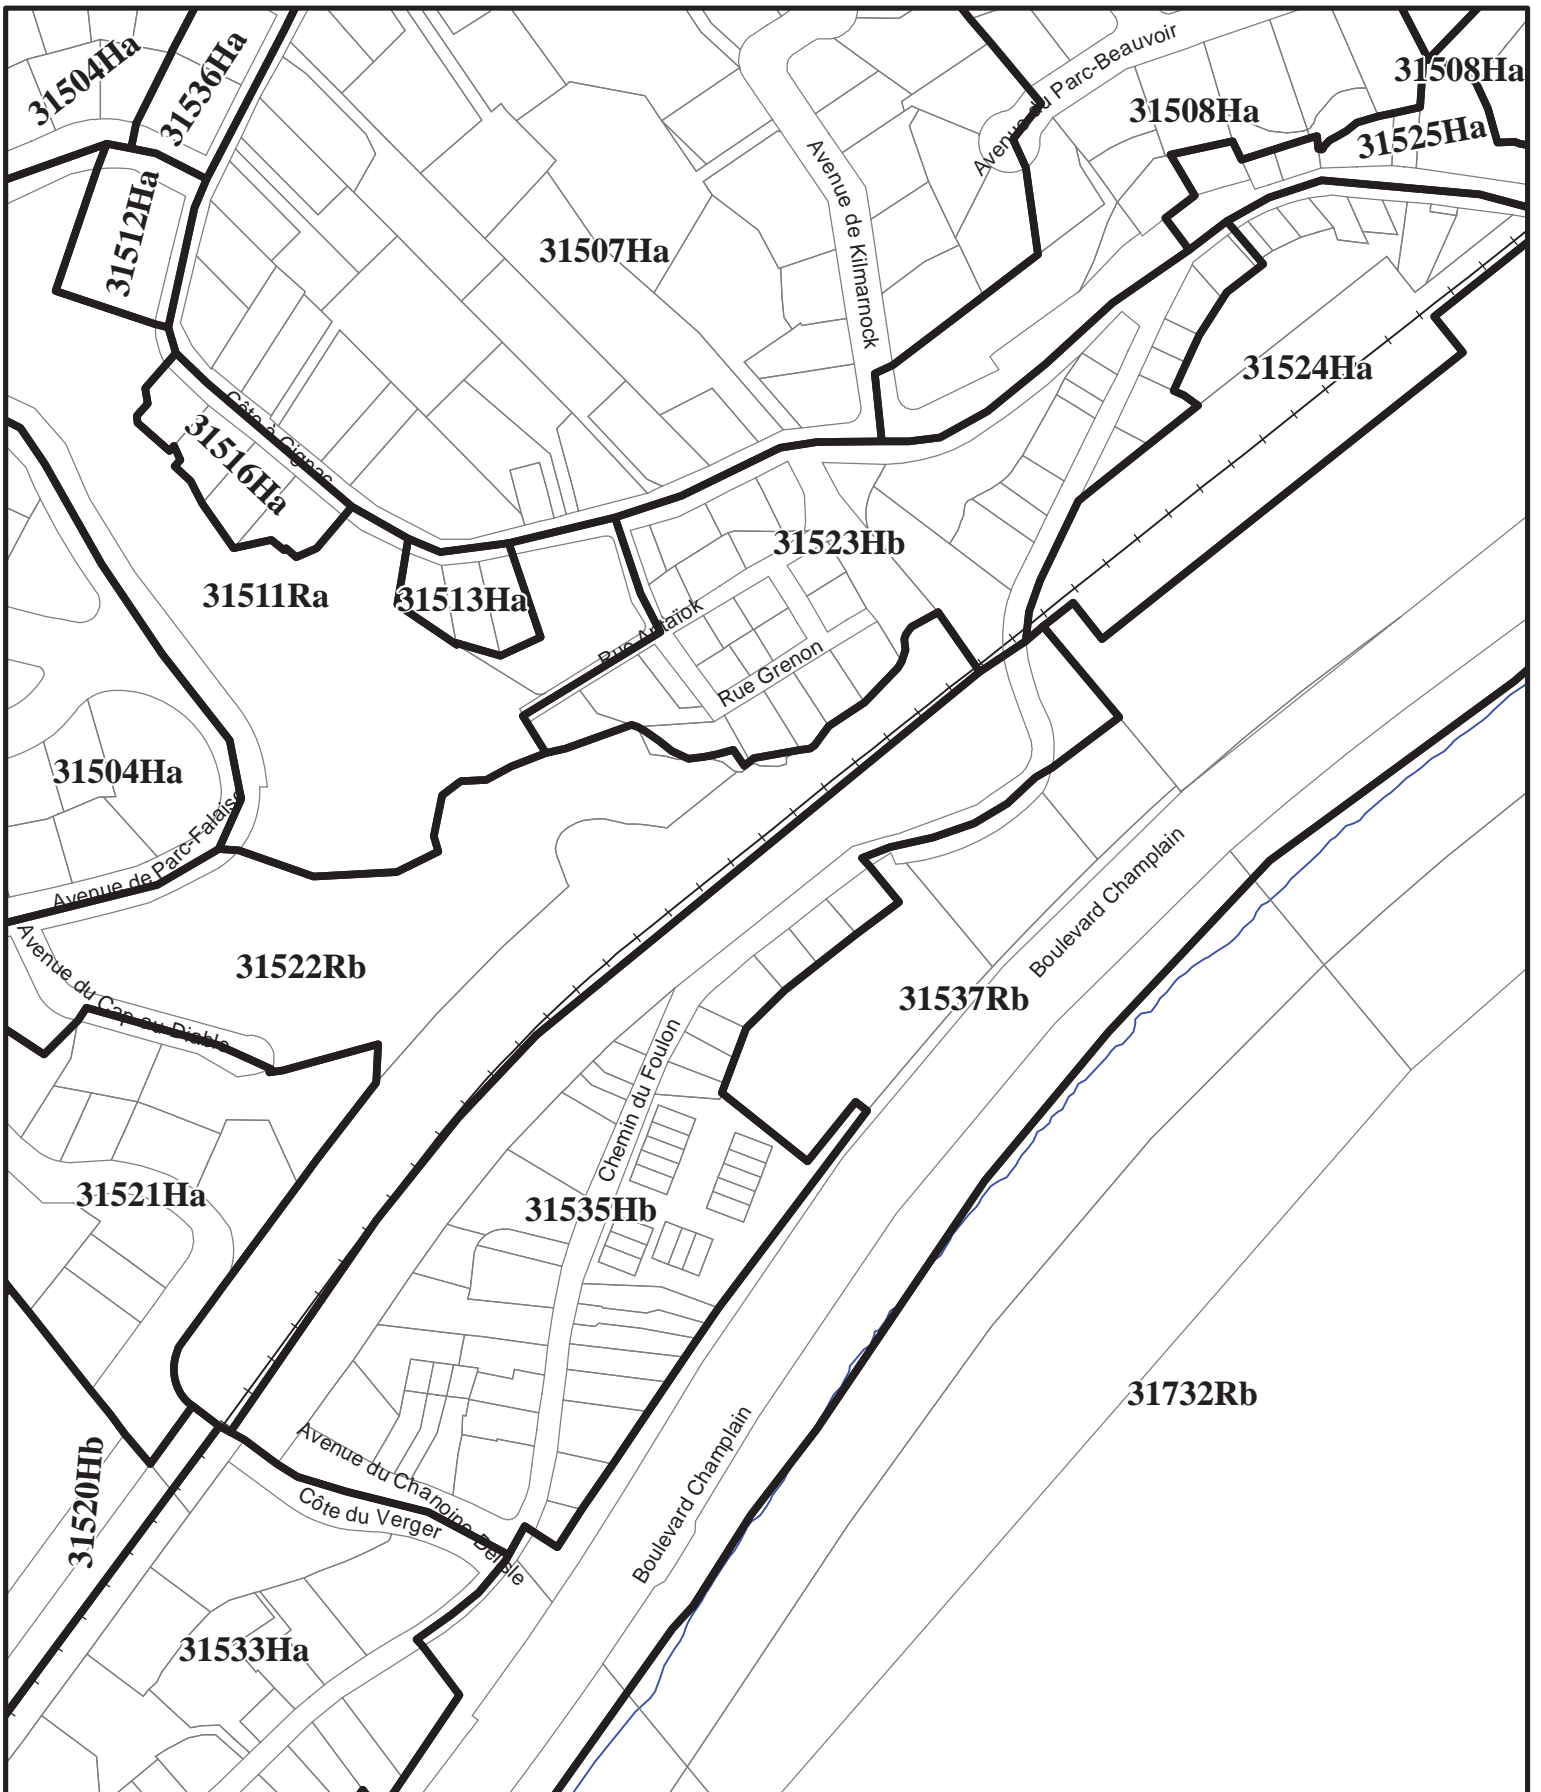 31504Ha
31536Ha
Avenue du Parc-Beauvoir
31508Ha
31508Ha
31525Ha
31512Ha
31507Ha
Avenue de Kilmarnock
31524Ha
Côte à Gignac
31516Ha
31523Hb
31511Ra
31513Ha
Rue Grenon
31504Ha
Avenue de Parc-Falaise
Boulevard Champlain
Avenue du Cap-au-Diable
31522Rb
31537Rb
Chemin du Foulon
31521Ha
31535Hb
31732Rb
Avenue du Chanoine-Delisle
Côte du Verger
Boulevard Champlain
31520Hb
31533Ha